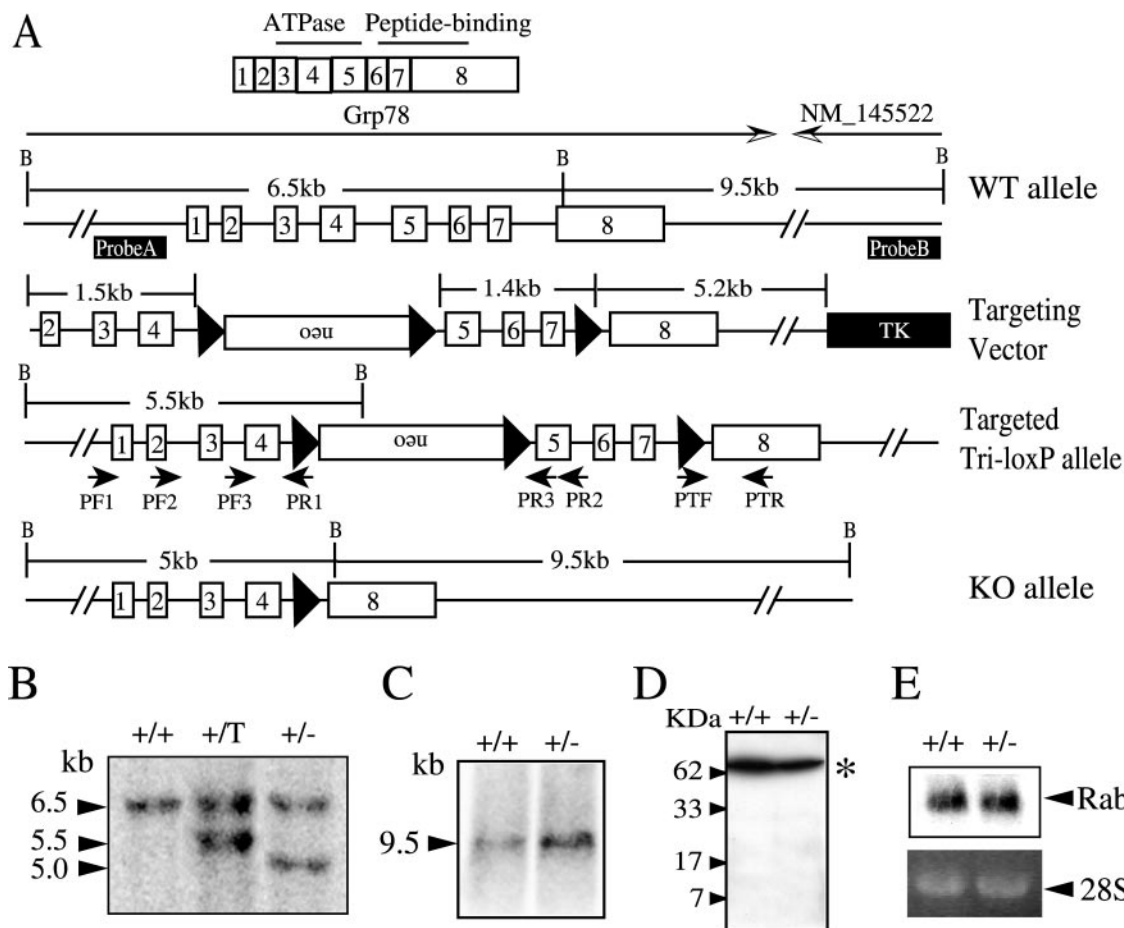 A
ATPase Peptide-binding
1 2 3 4 5 6 7 8
Grp78 NM_145522
B B B
6.5kb 9.5kb WT allele
1 2 3 4 5 6 7 8
ProbeA ProbeB
1.5kb 1.4kb 5.2kb
2 3 4 neo 5 6 7 8 TK
Targeting
Vector
B B
5.5kb
1 2 3 4 neo 5 6 7 8
Targeted
Tri-loxP allele
PF1 PF2 PF3 PR1 PR3 PR2 PTF PTR
B B B
5kb 9.5kb
1 2 3 4 8
KO allele
B
+/+ +/T +/-
kb
6.5
5.5
5.0
C
+/+ +/-
kb
9.5
D
KDa +/+ +/-
62 *
33
17
7
E
+/+ +/-
Rab
28S